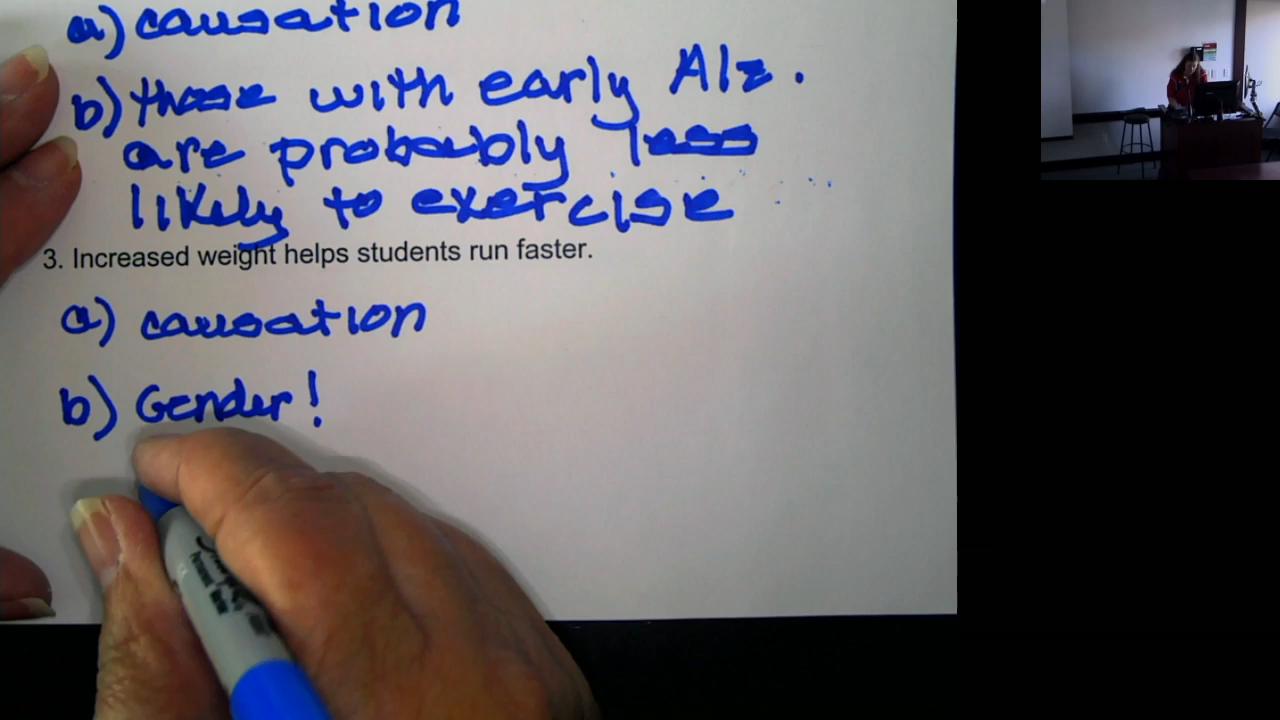 a) causation
b) those with early Alz.
are probably less
likely to exercise
3. Increased weight helps students run faster.
a) causation
b) Gender!